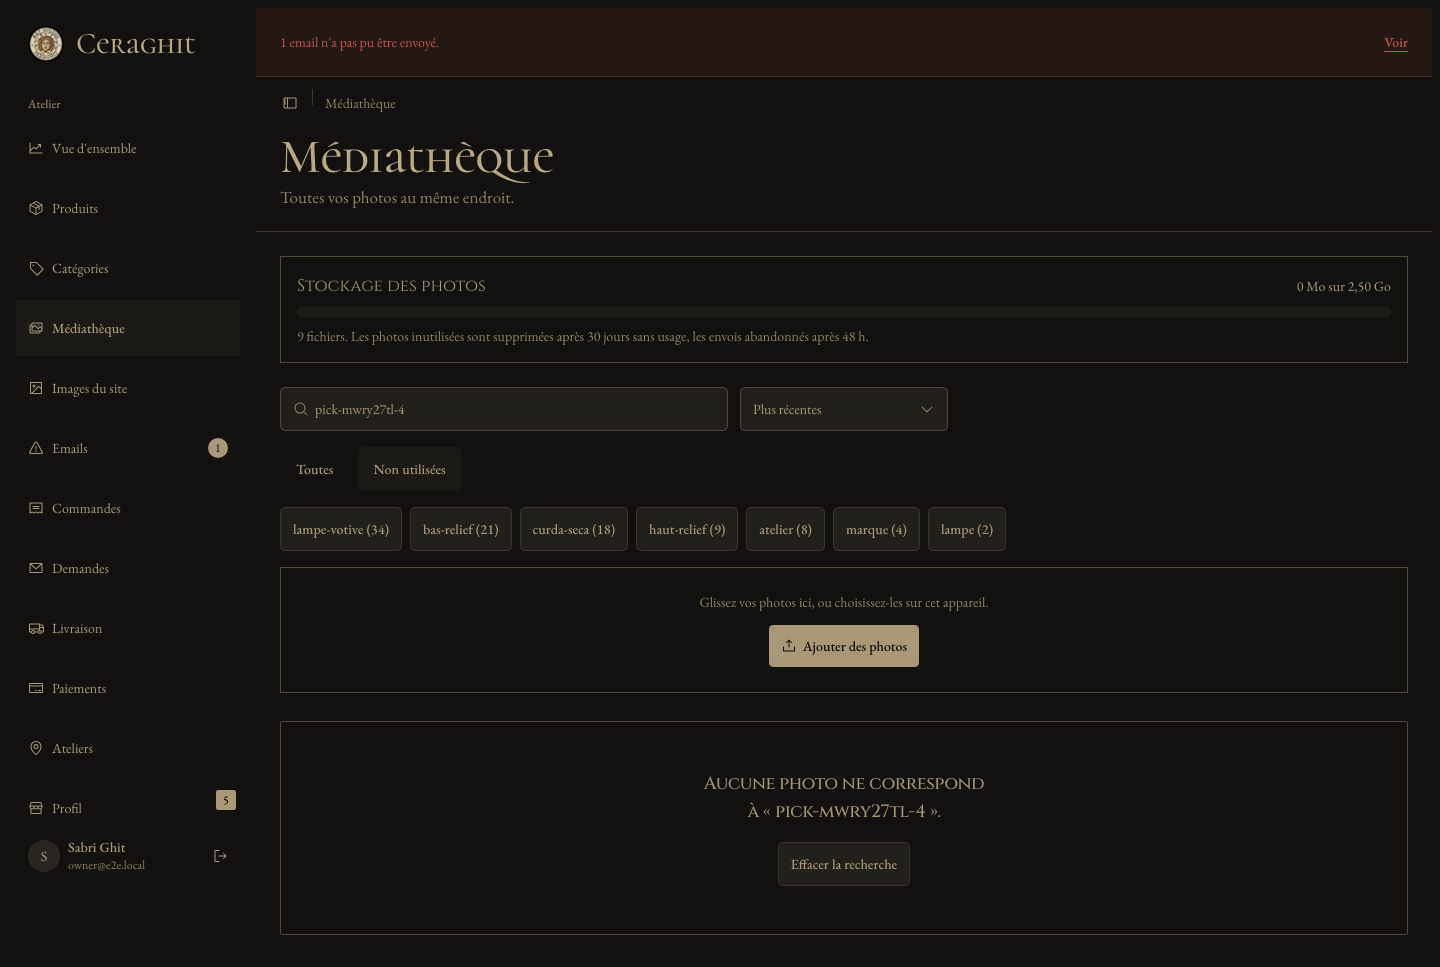 Ceraghit
Atelier
Vue d'ensemble
Produits
Catégories
Médiathèque
Images du site
Emails
1
Commandes
Demandes
Livraison
Paiements
Ateliers
Profil
5
S
Sabri Ghit
owner@e2e.local
1 email n'a pas pu être envoyé.
Voir
Médiathèque
Médiathèque
Toutes vos photos au même endroit.
Stockage des photos
0 Mo sur 2,50 Go
9 fichiers. Les photos inutilisées sont supprimées après 30 jours sans usage, les envois abandonnés après 48 h.
pick-mwry27tl-4
Plus récentes
Toutes
Non utilisées
lampe-votive (34)
bas-relief (21)
curda-seca (18)
haut-relief (9)
atelier (8)
marque (4)
lampe (2)
Glissez vos photos ici, ou choisissez-les sur cet appareil.
Ajouter des photos
Aucune photo ne correspond
à « pick-mwry27tl-4 ».
Effacer la recherche